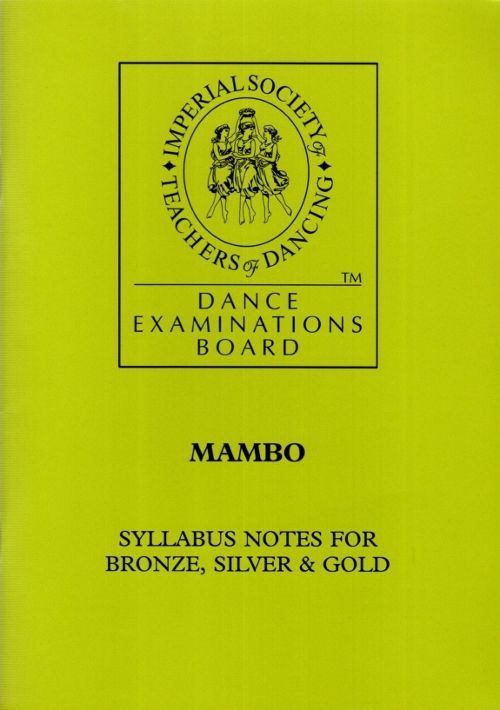 IMPERIAL SOCIETY of
TEACHERS of DANCING
TM
DANCE
EXAMINATIONS
BOARD
MAMBO
SYLLABUS NOTES FOR
BRONZE, SILVER & GOLD